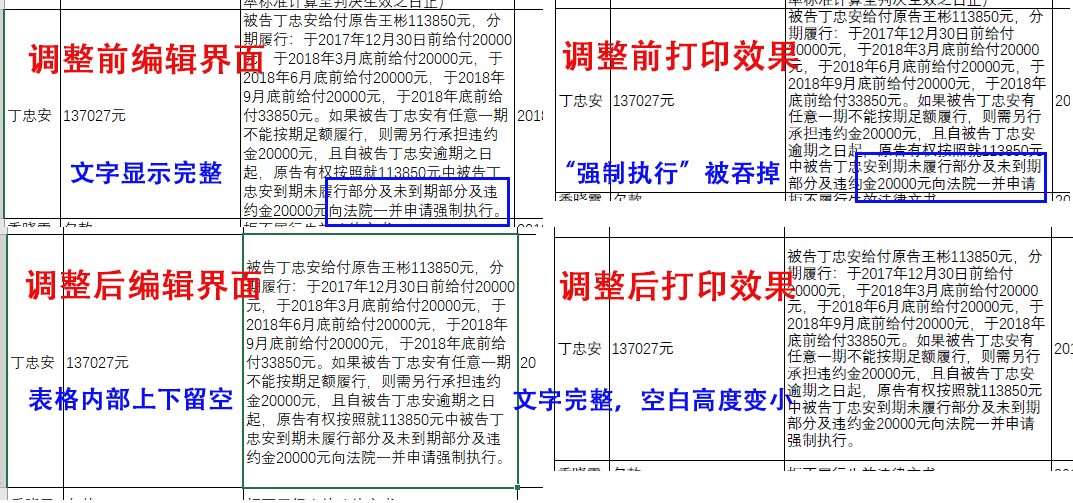 率标准计算至判决生效之日止）
被告丁忠安给付原告王彬113850元，分
期履行：于2017年12月30日前给付20000
元，于2018年3月底前给付20000元，于
2018年6月底前给付20000元，于2018年
9月底前给付20000元，于2018年底前给
付33850元。如果被告丁忠安有任意一期
不能按期足额履行，则需另行承担违约
金20000元，且自被告丁忠安逾期之日
起，原告有权按照就113850元中被告丁
忠安到期未履行部分及未到期部分及违
约金20000元向法院一并申请强制执行。
调整前编辑界面
丁忠安
137027元
2018
文字显示完整
欠款
率标准计算至判决生效之日止）
被告丁忠安给付原告王彬113850元，分
期履行：于2017年12月30日前给付
20000元，于2018年3月底前给付20000
元，于2018年6月底前给付20000元，于
2018年9月底前给付20000元，于2018年
底前给付33850元。如果被告丁忠安有
任意一期不能按期足额履行，则需另行
承担违约金20000元，且自被告丁忠安
逾期之日起，原告有权按照就113850元
中被告丁忠安到期未履行部分及未到期
部分及违约金20000元向法院一并申请
调整前打印效果
丁忠安
137027元
20
“强制执行”被吞掉
季晓霞
欠款
拒不履行生效法律文书
20
被告丁忠安给付原告王彬113850元，分
期履行：于2017年12月30日前给付20000
元，于2018年3月底前给付20000元，于
2018年6月底前给付20000元，于2018年
9月底前给付20000元，于2018年底前给
付33850元。如果被告丁忠安有任意一期
不能按期足额履行，则需另行承担违约
金20000元，且自被告丁忠安逾期之日
起，原告有权按照就113850元中被告丁
忠安到期未履行部分及未到期部分及违
约金20000元向法院一并申请强制执行。
调整后编辑界面
丁忠安
137027元
20
表格内部上下留空
被告丁忠安给付原告王彬113850元，分
期履行：于2017年12月30日前给付
20000元，于2018年3月底前给付20000
元，于2018年6月底前给付20000元，于
2018年9月底前给付20000元，于2018年
底前给付33850元。如果被告丁忠安有
任意一期不能按期足额履行，则需另行
承担违约金20000元，且自被告丁忠安
逾期之日起，原告有权按照就113850元
中被告丁忠安到期未履行部分及未到期
部分及违约金20000元向法院一并申请
强制执行。
调整后打印效果
丁忠安
137027元
201
文字完整，空白高度变小